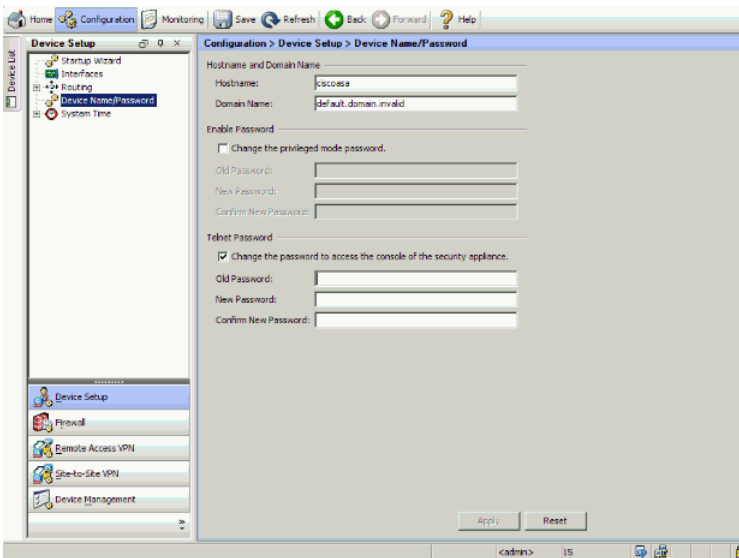 Home Configuration Monitoring Save Refresh Back Forward Help
Device List
Device Setup
Startup Wizard
Interfaces
Routing
Device Name/Password
System Time
Device Setup
Firewall
Remote Access VPN
Site-to-Site VPN
Device Management
Configuration > Device Setup > Device Name/Password
Hostname and Domain Name
Hostname: ciscoasa
Domain Name: default.domain.invalid
Enable Password
Change the privileged mode password.
Old Password:
New Password:
Confirm New Password:
Telnet Password
Change the password to access the console of the security appliance.
Old Password:
New Password:
Confirm New Password:
Apply Reset
<admin> 15